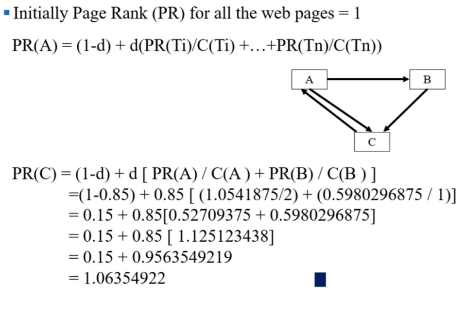 Initially Page Rank (PR) for all the web pages = 1
PR(A) = (1-d) + d(PR(Ti)/C(Ti) +…+PR(Tn)/C(Tn))
A
B
C
PR(C) = (1-d) + d [ PR(A) / C(A ) + PR(B) / C(B ) ]
=(1-0.85) + 0.85 [ (1.0541875/2) + (0.5980296875 / 1)]
= 0.15 + 0.85[0.52709375 + 0.5980296875]
= 0.15 + 0.85 [ 1.125123438]
= 0.15 + 0.9563549219
= 1.06354922